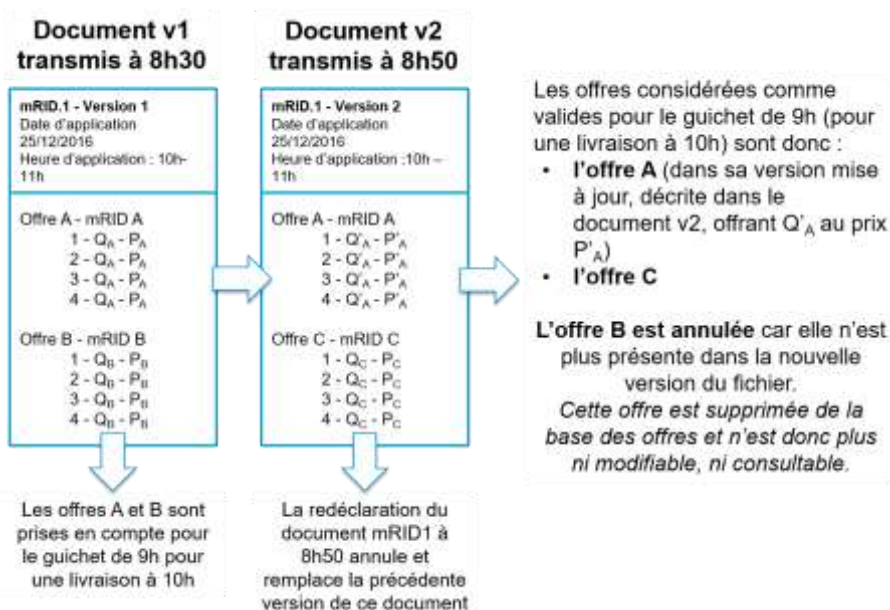 Document v1
transmis à 8h30
mRID.1 - Version 1
Date d'application
25/12/2016
Heure d'application : 10h-
11h
Offre A - mRID A
1 - QA - PA
2 - QA - PA
3 - QA - PA
4 - QA - PA
Offre B - mRID B
1 - QB - PB
2 - QB - PB
3 - QB - PB
4 - QB - PB
Les offres A et B sont
prises en compte pour
le guichet de 9h pour
une livraison à 10h
Document v2
transmis à 8h50
mRID.1 - Version 2
Date d'application
25/12/2016
Heure d'application :10h –
11h
Offre A - mRID A
1 - Q'A - P'A
2 - Q'A - P'A
3 - Q'A - P'A
4 - Q'A - P'A
Offre C - mRID C
1 - QC - PC
2 - QC - PC
3 - QC - PC
4 - QC - PC
La redéclaration du
document mRID1 à
8h50 annule et
remplace la précédente
version de ce document
Les offres considérées comme
valides pour le guichet de 9h (pour
une livraison à 10h) sont donc :
• l'offre A (dans sa version mise
à jour, décrite dans le
document v2, offrant Q'A au prix
P'A)
• l'offre C
L'offre B est annulée car elle n'est
plus présente dans la nouvelle
version du fichier.
Cette offre est supprimée de la
base des offres et n'est donc plus
ni modifiable, ni consultable.